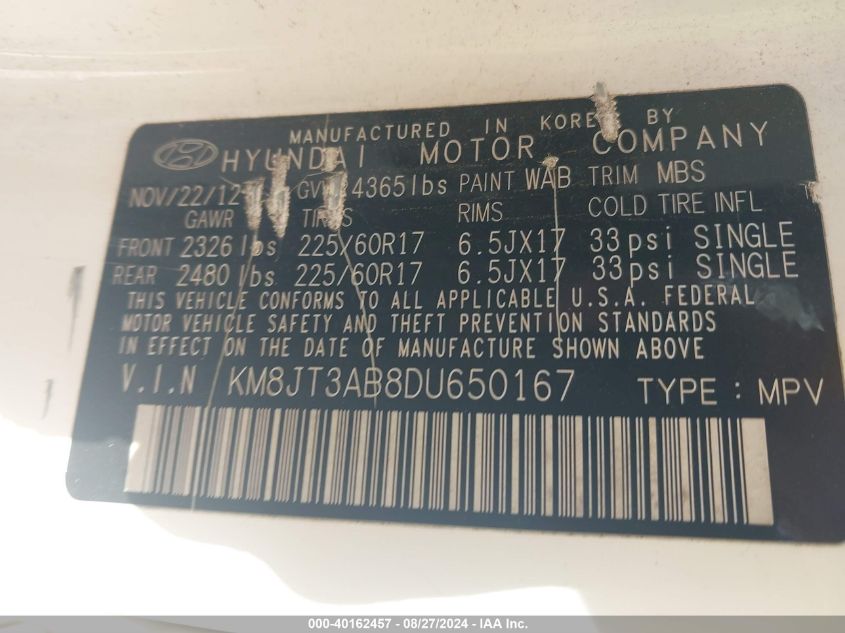 MANUFACTURED IN KOREA BY
HYUNDAI MOTOR COMPANY
NOV/22/12 GVWR4365lbs PAINT WAB TRIM MBS
GAWR TIRES RIMS COLD TIRE INFL
FRONT 2326 lbs 225/60R17 6.5JX17 33psi SINGLE
REAR 2480 lbs 225/60R17 6.5JX17 33psi SINGLE
THIS VEHICLE CONFORMS TO ALL APPLICABLE U.S.A. FEDERAL
MOTOR VEHICLE SAFETY AND THEFT PREVENTION STANDARDS
IN EFFECT ON THE DATE OF MANUFACTURE SHOWN ABOVE
V.I.N KM8JT3AB8DU650167 TYPE : MPV
000-40162457 - 08/27/2024 - IAA Inc.